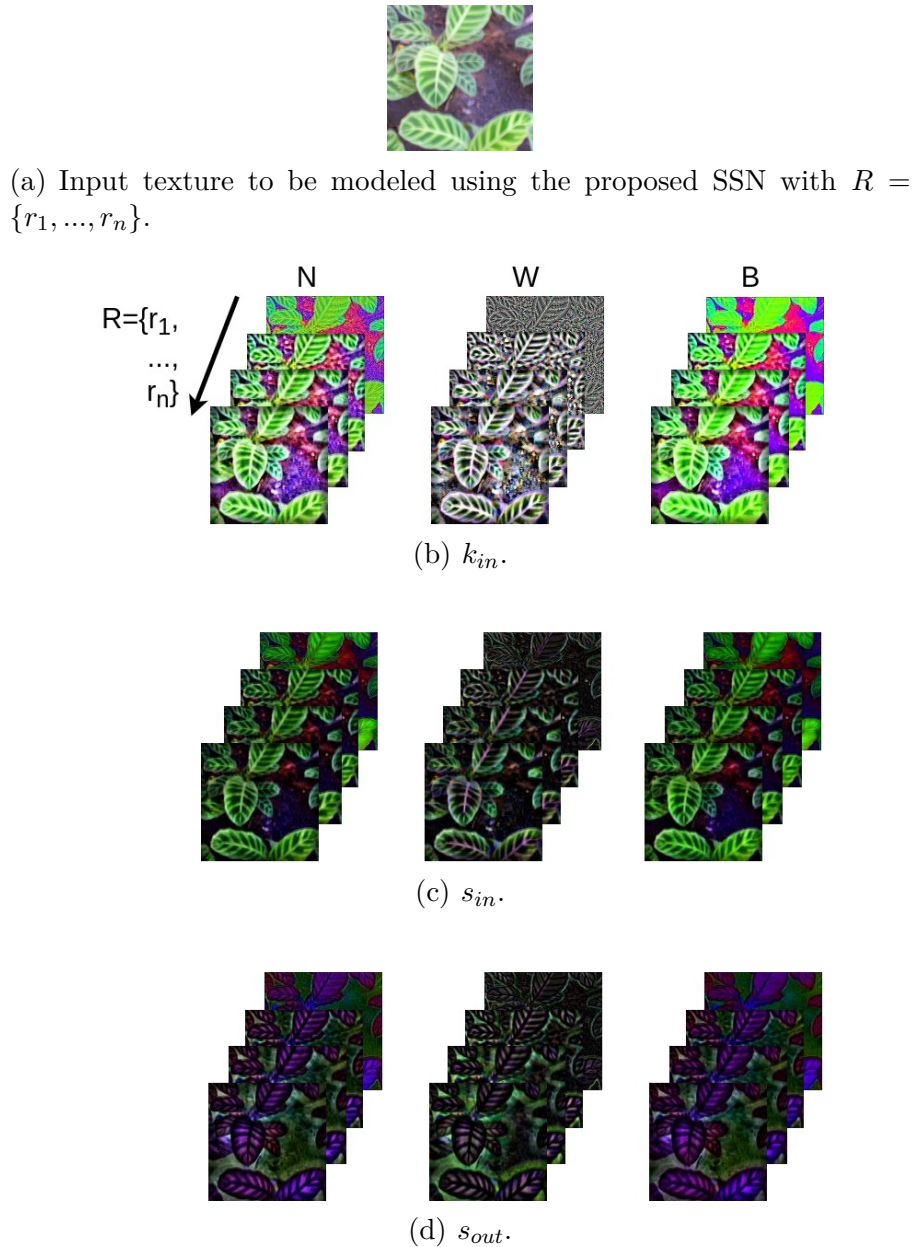 (a) Input texture to be modeled using the proposed SSN with R =
{r₁, ..., rₙ}.
N W B
R={r₁,
...,
rₙ}
(b) kᵢₙ.
(c) sᵢₙ.
(d) sₒᵤₜ.